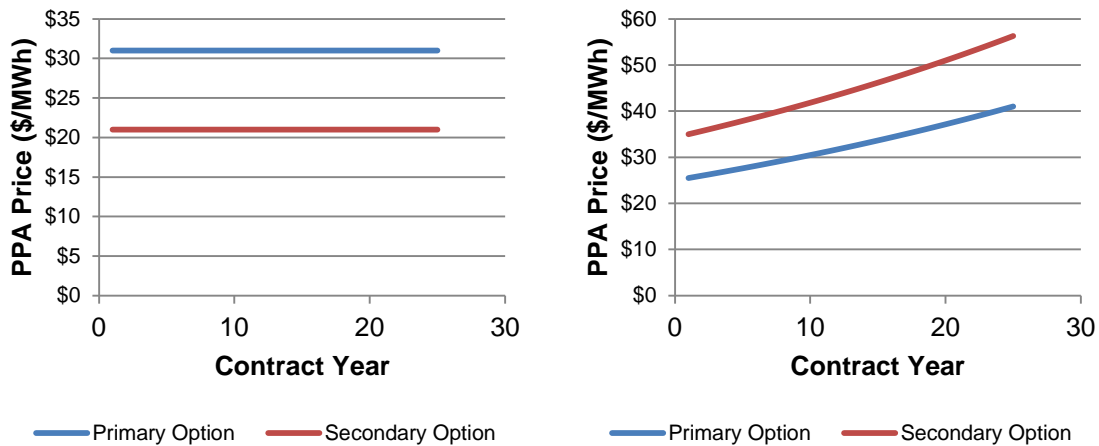 PPA Price ($/MWh)
$35
$30
$25
$20
$15
$10
$5
$0
0 10 20 30
Contract Year
Primary Option Secondary Option
PPA Price ($/MWh)
$60
$50
$40
$30
$20
$10
$0
0 10 20 30
Contract Year
Primary Option Secondary Option